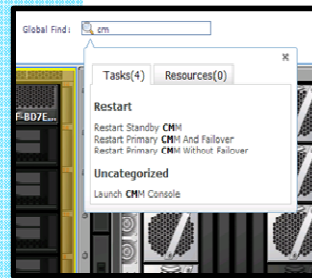 Global Find: cm
Tasks(4) Resources(0)
Restart
Restart Standby CMM
Restart Primary CMM And Failover
Restart Primary CMM Without Failover
Uncategorized
Launch CMM Console